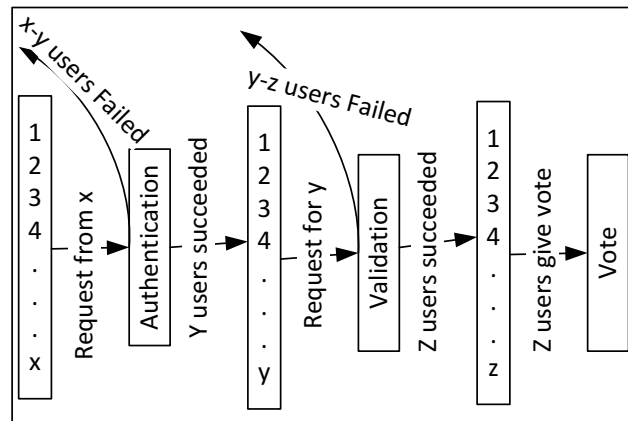 x-y users Failed
1
2
3
4
.
.
.
x
Request from x
Authentication
Y users succeeded
y-z users Failed
1
2
3
4
.
.
.
y
Request for y
Validation
Z users succeeded
1
2
3
4
.
.
.
z
Z users give vote
Vote